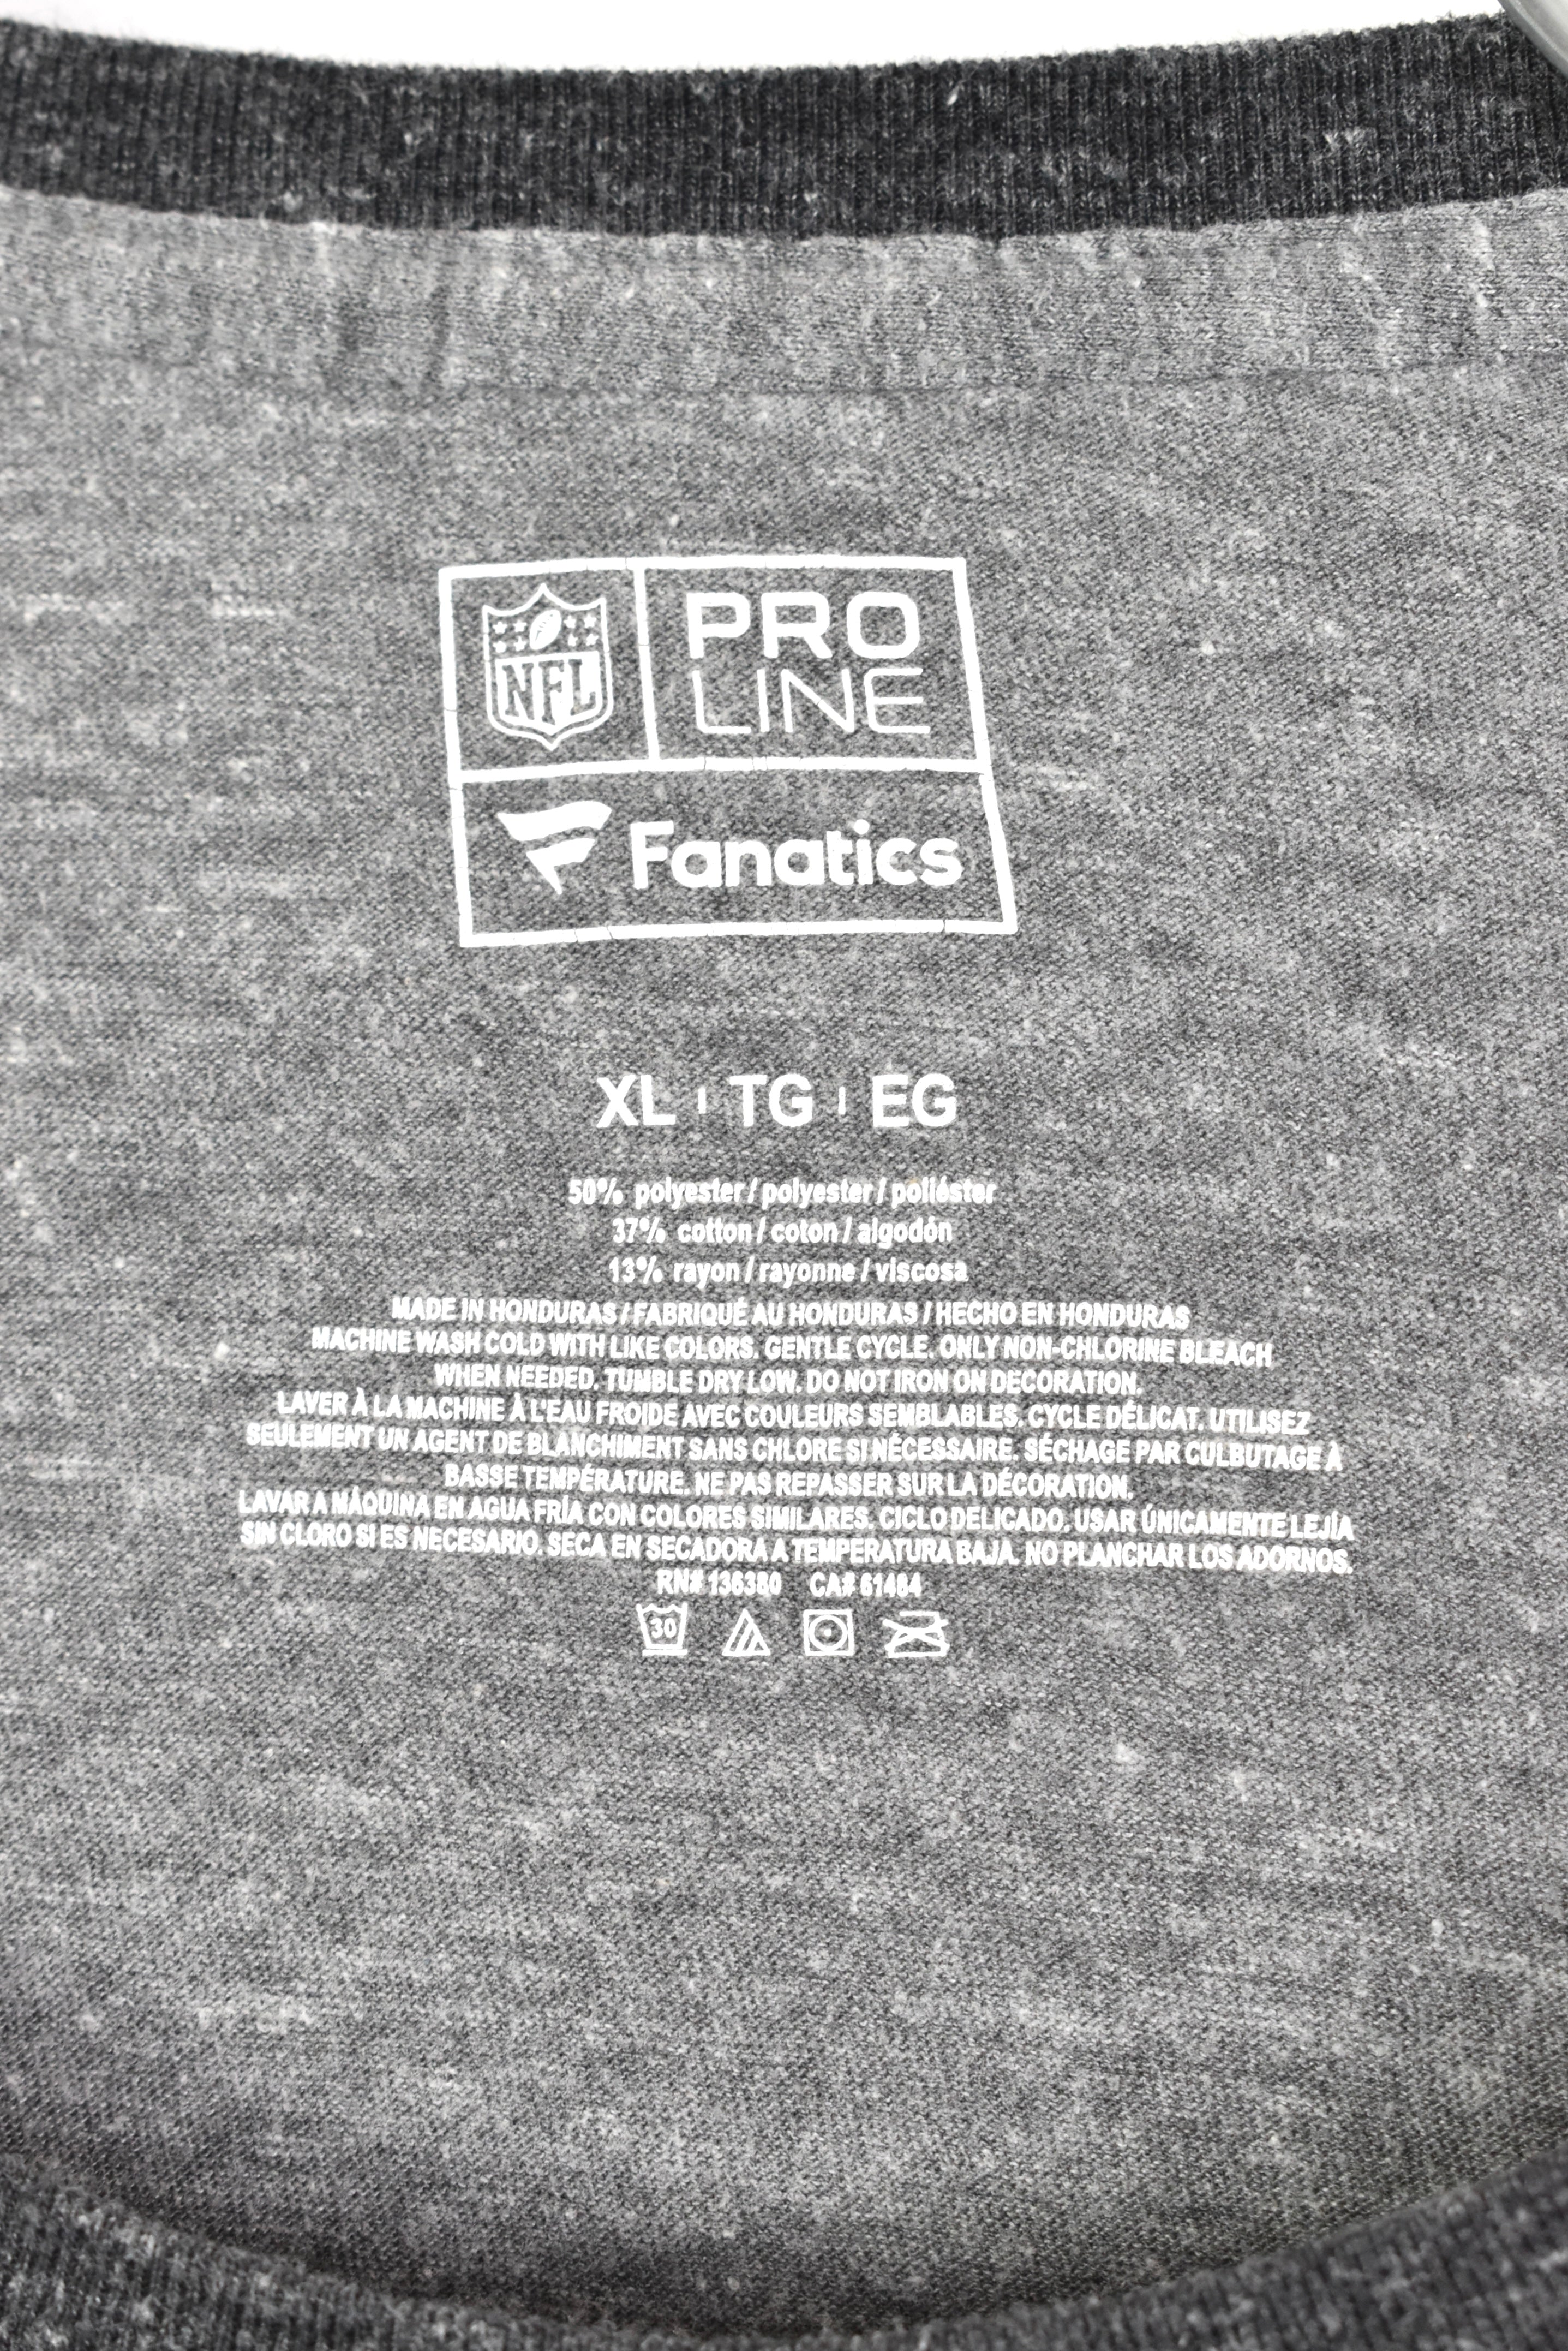 NFL
PRO
LINE
Fanatics
XL | TG | EG
50% polyester / polyester / poliéster
37% cotton / coton / algodón
13% rayon / rayonne / viscosa
MADE IN HONDURAS / FABRIQUÉ AU HONDURAS / HECHO EN HONDURAS
MACHINE WASH COLD WITH LIKE COLORS. GENTLE CYCLE. ONLY NON-CHLORINE BLEACH
WHEN NEEDED. TUMBLE DRY LOW. DO NOT IRON ON DECORATION.
LAVER À LA MACHINE À L'EAU FROIDE AVEC COULEURS SEMBLABLES. CYCLE DÉLICAT. UTILISEZ
SEULEMENT UN AGENT DE BLANCHIMENT SANS CHLORE SI NÉCESSAIRE. SÉCHAGE PAR CULBUTAGE À
BASSE TEMPÉRATURE. NE PAS REPASSER SUR LA DÉCORATION.
LAVAR A MÁQUINA EN AGUA FRÍA CON COLORES SIMILARES. CICLO DELICADO. USAR ÚNICAMENTE LEJÍA
SIN CLORO SI ES NECESARIO. SECA EN SECADORA A TEMPERATURA BAJA. NO PLANCHAR LOS ADORNOS.
RN# 136380 CA# 61484
30